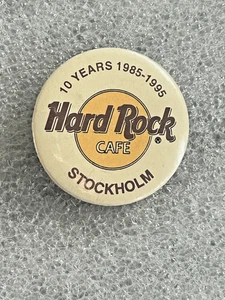 10 YEARS 1985-1995
Hard Rock
®
CAFE
STOCKHOLM